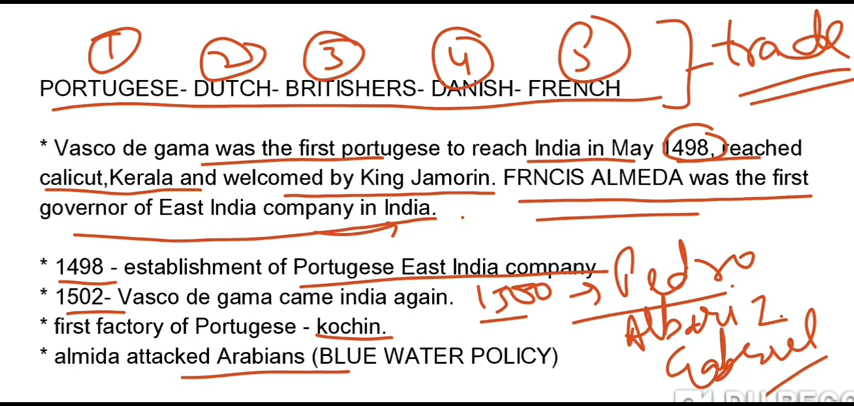 1 2 3 4 5 trade
PORTUGESE- DUTCH- BRITISHERS- DANISH- FRENCH
* Vasco de gama was the first portugese to reach India in May 1498, reached
calicut,Kerala and welcomed by King Jamorin. FRNCIS ALMEDA was the first
governor of East India company in India.
* 1498 - establishment of Portugese East India company
* 1502- Vasco de gama came india again.
* first factory of Portugese - kochin.
* almida attacked Arabians (BLUE WATER POLICY)
1500 → Pedro